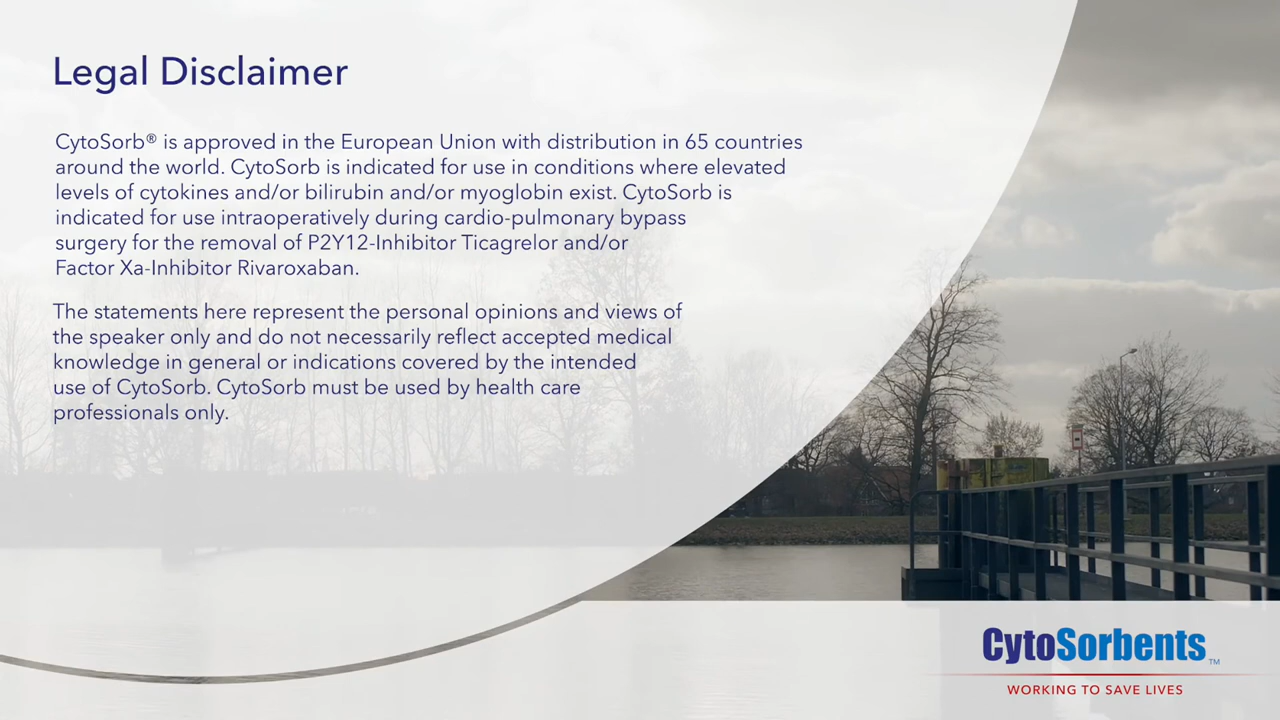 Legal Disclaimer
CytoSorb® is approved in the European Union with distribution in 65 countries
around the world. CytoSorb is indicated for use in conditions where elevated
levels of cytokines and/or bilirubin and/or myoglobin exist. CytoSorb is
indicated for use intraoperatively during cardio-pulmonary bypass
surgery for the removal of P2Y12-Inhibitor Ticagrelor and/or
Factor Xa-Inhibitor Rivaroxaban.
The statements here represent the personal opinions and views of
the speaker only and do not necessarily reflect accepted medical
knowledge in general or indications covered by the intended
use of CytoSorb. CytoSorb must be used by health care
professionals only.
CytoSorbents™
WORKING TO SAVE LIVES